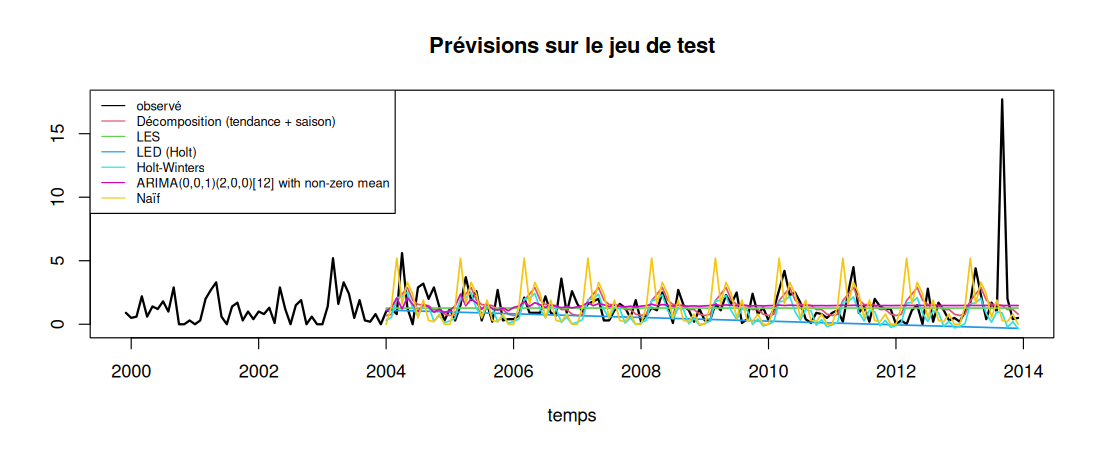 Prévisions sur le jeu de test
observé
Décomposition (tendance + saison)
LES
LED (Holt)
Holt-Winters
ARIMA(0,0,1)(2,0,0)[12] with non-zero mean
Naïf
15
10
5
0
2000 2002 2004 2006 2008 2010 2012 2014
temps